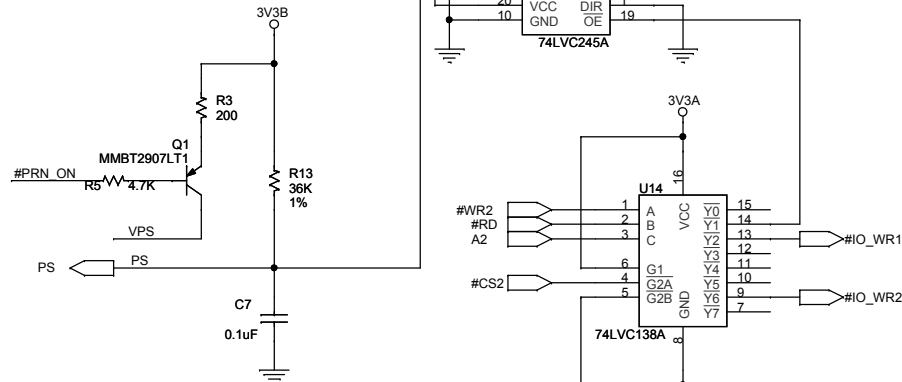 3V3B
20 VCC DIR 1
10 GND OE 19
74LVC245A
R3
200
3V3A
Q1
MMBT2907LT1
#PRN_ON
R5 4.7K
R13
36K
1%
16
U14
#WR2 1 A VCC Y0 15
#RD 2 B Y1 14
A2 3 C Y2 13 #IO_WR1
Y3 12
VPS
PS PS
6 G1 Y4 11
#CS2 4 G2A Y5 10
5 G2B GND Y6 9 #IO_WR2
Y7 7
C7
0.1uF
74LVC138A
8